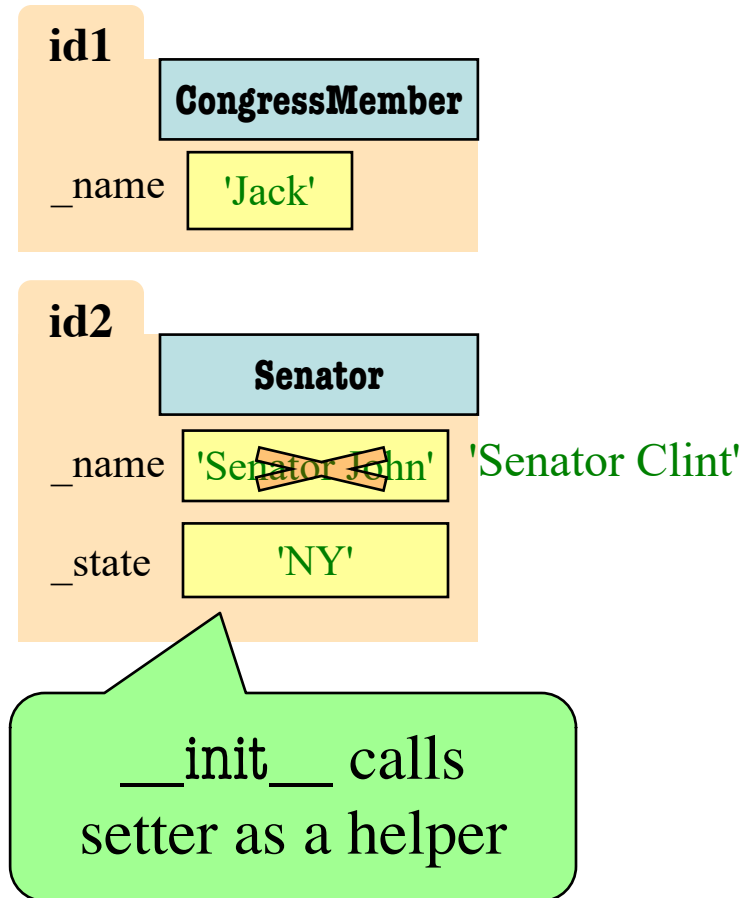 id1
CongressMember
_name 'Jack'
id2
Senator
_name 'Senator John' 'Senator Clint'
_state 'NY'
__init__ calls
setter as a helper